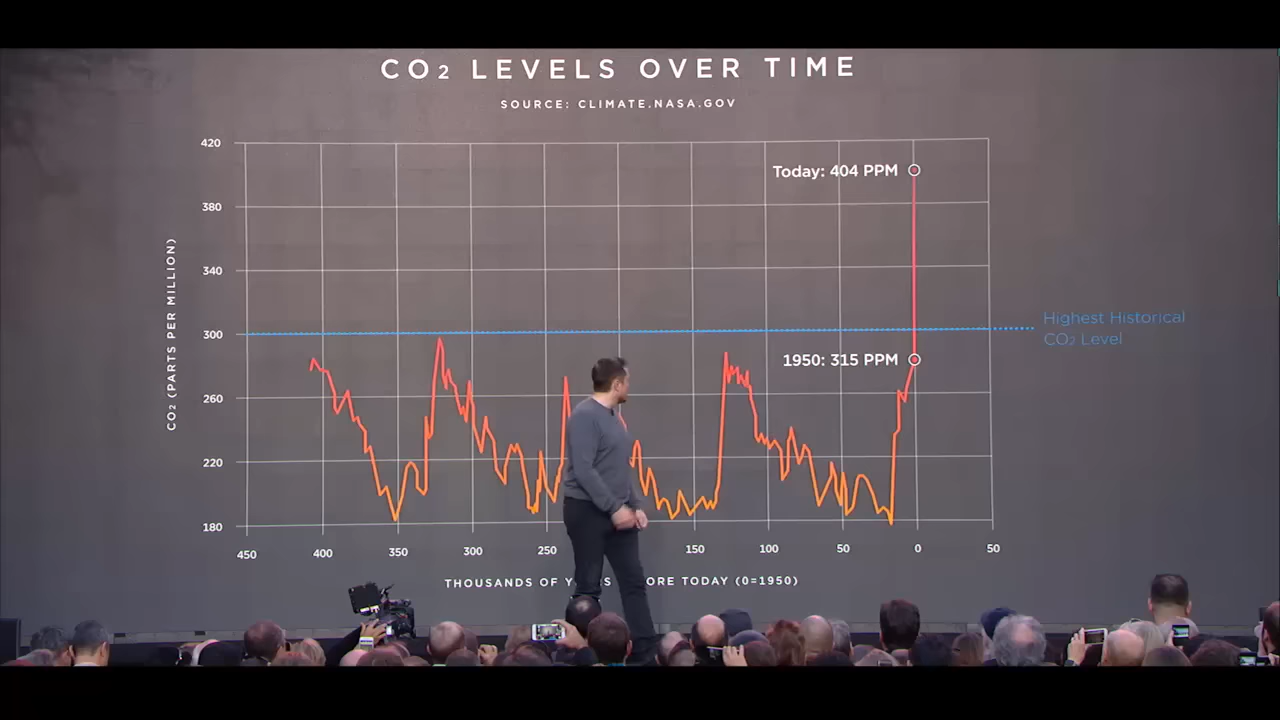 CO2 LEVELS OVER TIME
SOURCE: CLIMATE.NASA.GOV
420
380
340
300
260
220
180
CO2 (PARTS PER MILLION)
Today: 404 PPM
1950: 315 PPM
Highest Historical
CO2 Level
450 400 350 300 250 150 100 50 0 50
THOUSANDS OF ORE TODAY (0=1950)